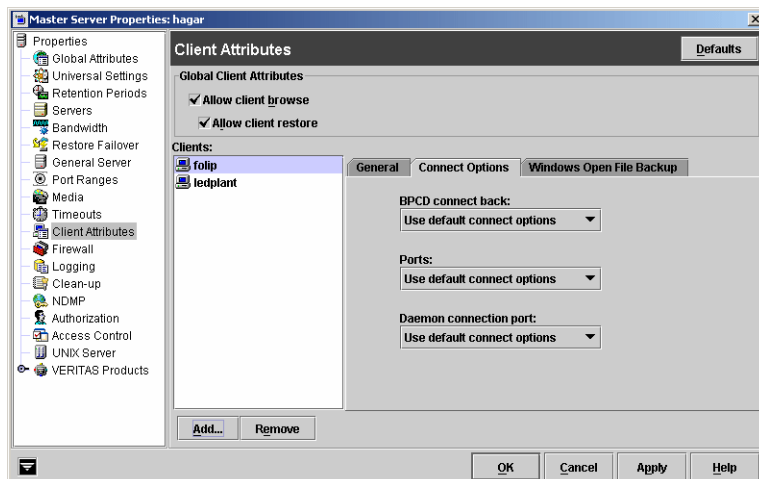 Master Server Properties: hagar
Properties
Global Attributes
Universal Settings
Retention Periods
Servers
Bandwidth
Restore Failover
General Server
Port Ranges
Media
Timeouts
Client Attributes
Firewall
Logging
Clean-up
NDMP
Authorization
Access Control
UNIX Server
VERITAS Products
Client Attributes
Defaults
Global Client Attributes
Allow client browse
Allow client restore
Clients:
folip
ledplant
General Connect Options Windows Open File Backup
BPCD connect back:
Use default connect options
Ports:
Use default connect options
Daemon connection port:
Use default connect options
Add... Remove
OK Cancel Apply Help